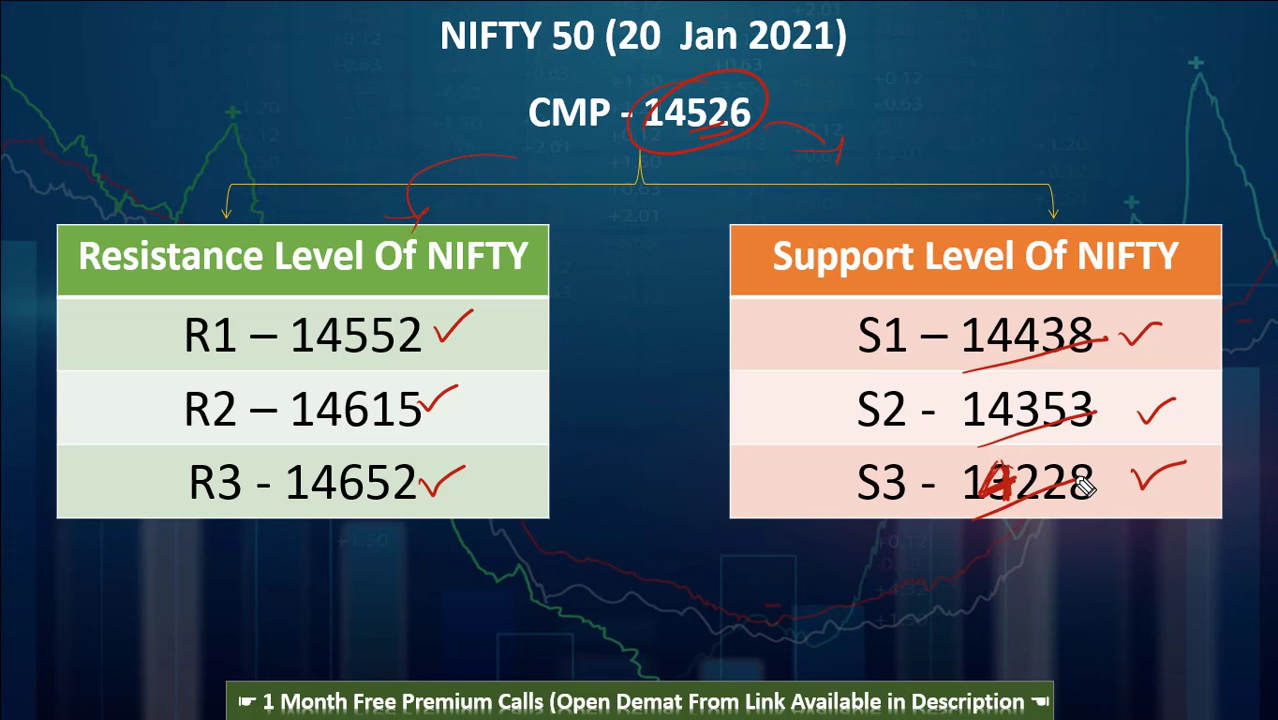 NIFTY 50 (20 Jan 2021)
CMP - 14526
Resistance Level Of NIFTY
R1 – 14552
R2 – 14615
R3 - 14652
Support Level Of NIFTY
S1 – 14438
S2 - 14353
S3 - 13228
4
☛ 1 Month Free Premium Calls (Open Demat From Link Available in Description ☚